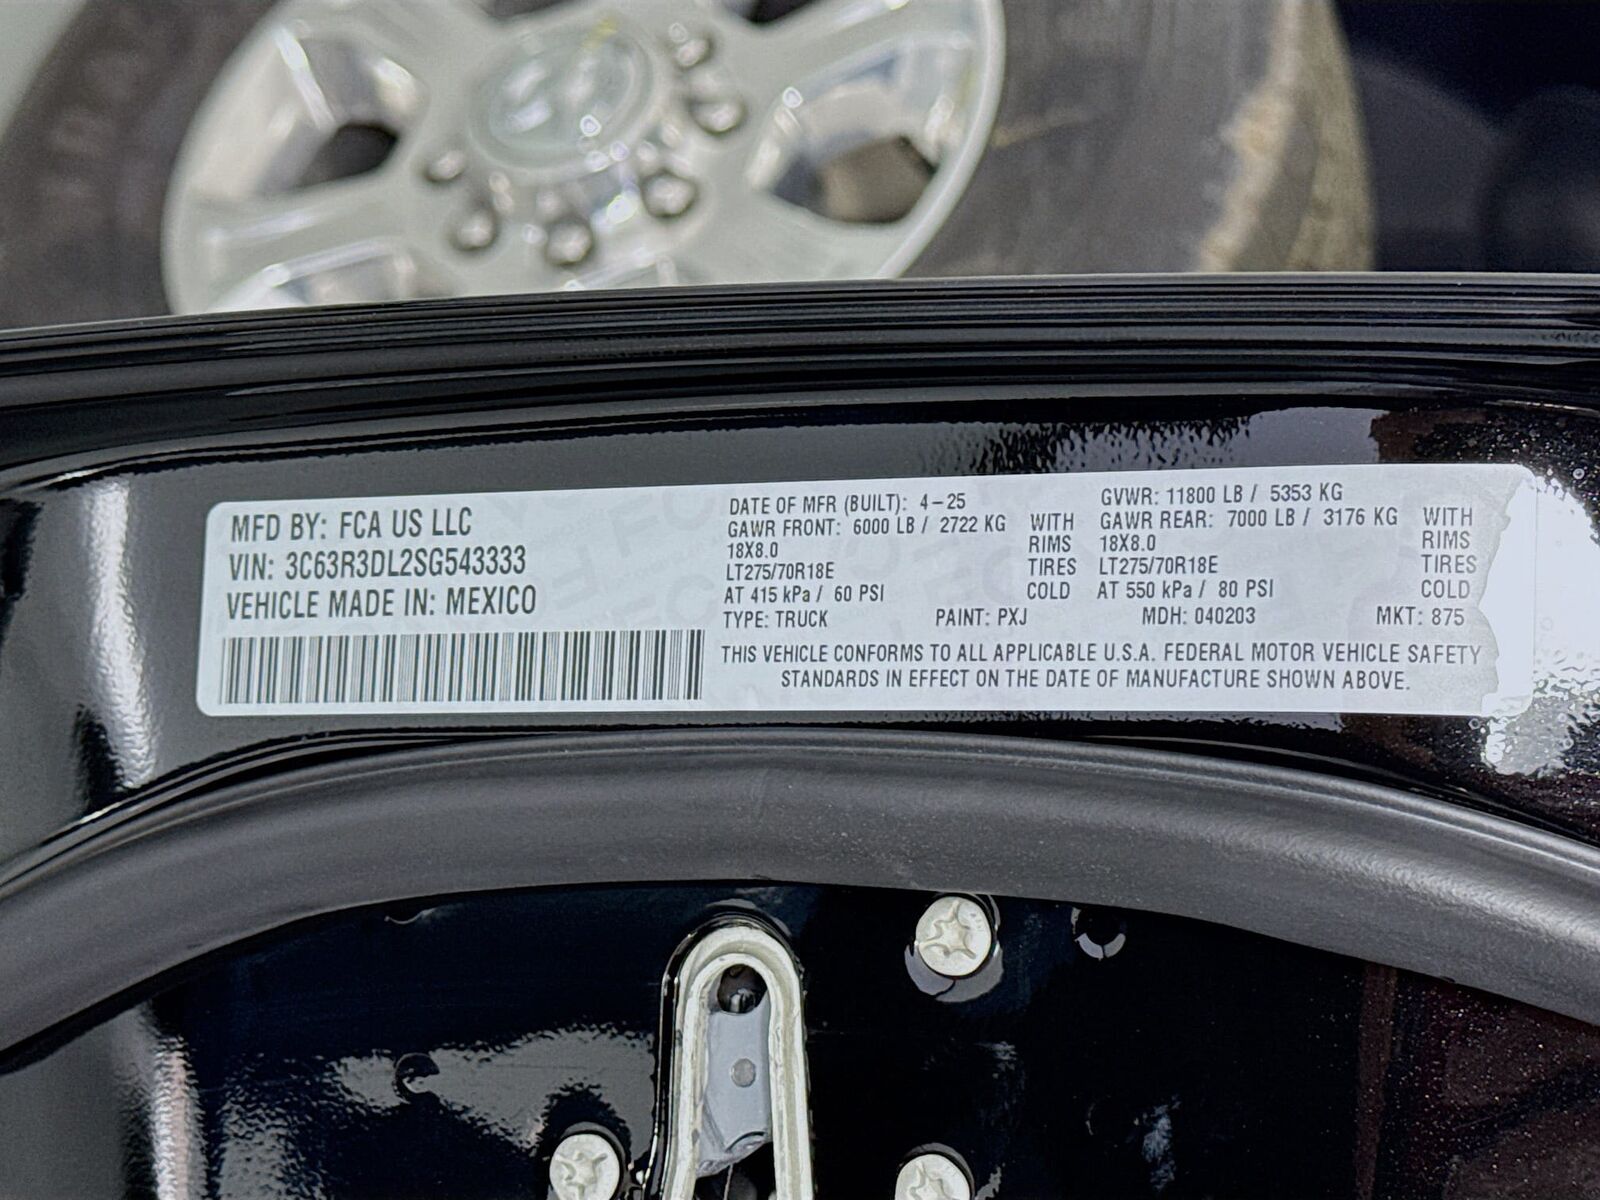 MFD BY: FCA US LLC
VIN: 3C63R3DL2SG543333
VEHICLE MADE IN: MEXICO
DATE OF MFR (BUILT): 4-25
GAWR FRONT: 6000 LB / 2722 KG WITH
18X8.0 RIMS
LT275/70R18E TIRES
AT 415 kPa / 60 PSI COLD
GVWR: 11800 LB / 5353 KG
GAWR REAR: 7000 LB / 3176 KG WITH
18X8.0 RIMS
LT275/70R18E TIRES
AT 550 kPa / 80 PSI COLD
TYPE: TRUCK PAINT: PXJ MDH: 040203 MKT: 875
THIS VEHICLE CONFORMS TO ALL APPLICABLE U.S.A. FEDERAL MOTOR VEHICLE SAFETY
STANDARDS IN EFFECT ON THE DATE OF MANUFACTURE SHOWN ABOVE.